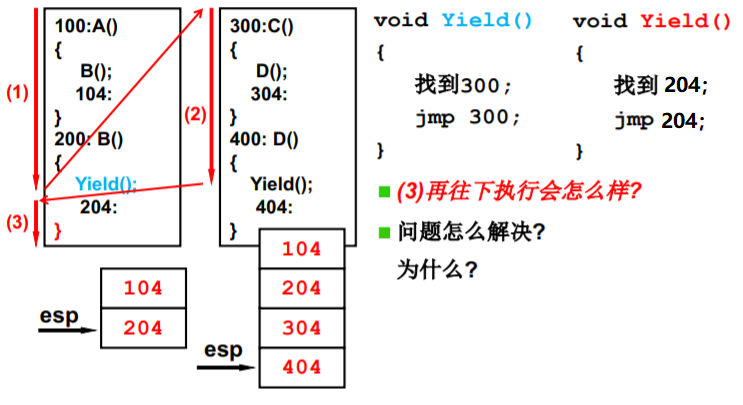 100:A()
{
B();
104:
}
200: B()
{
Yield();
204:
}
(1)
(3)
300:C()
{
D();
304:
}
400: D()
{
Yield();
404:
}
(2)
void Yield()
{
找到300;
jmp 300;
}
void Yield()
{
找到 204;
jmp 204;
}
(3)再往下执行会怎么样?
问题怎么解决?
为什么?
esp
104
204
esp
104
204
304
404